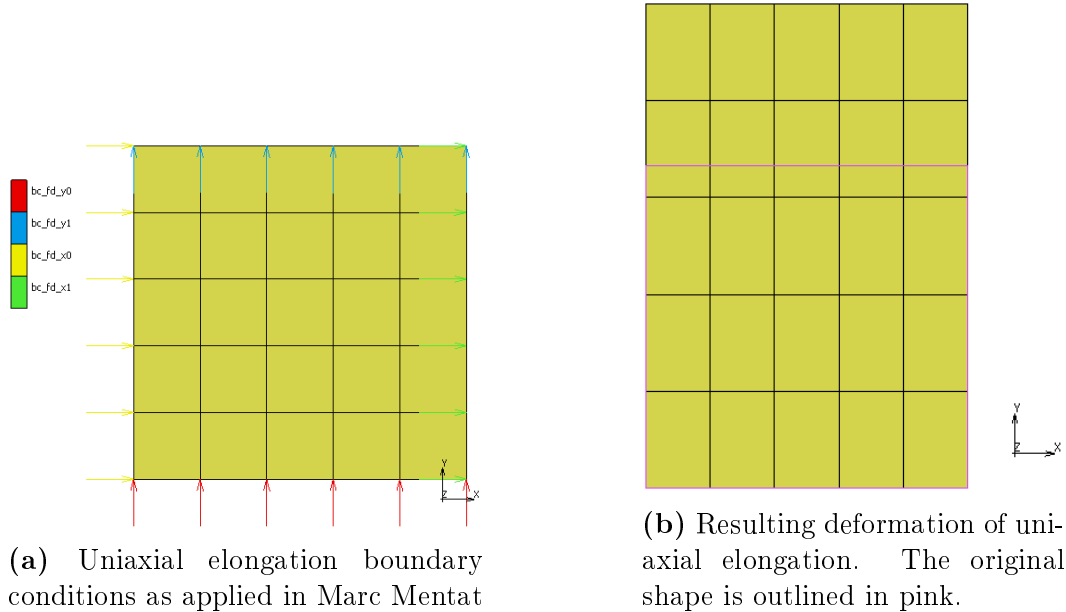 bc_fd_y0
bc_fd_y1
bc_fd_x0
bc_fd_x1
Y
Z
X
(a) Uniaxial elongation boundary
conditions as applied in Marc Mentat
Y
Z
X
(b) Resulting deformation of uni-
axial elongation. The original
shape is outlined in pink.